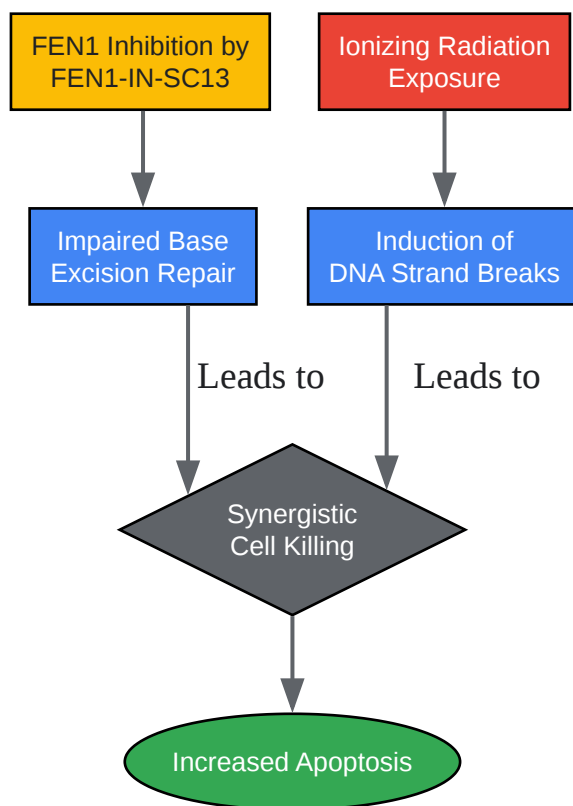 FEN1 Inhibition by
FEN1-IN-SC13
Ionizing Radiation
Exposure
Impaired Base
Excision Repair
Induction of
DNA Strand Breaks
Leads to
Leads to
Synergistic
Cell Killing
Increased Apoptosis